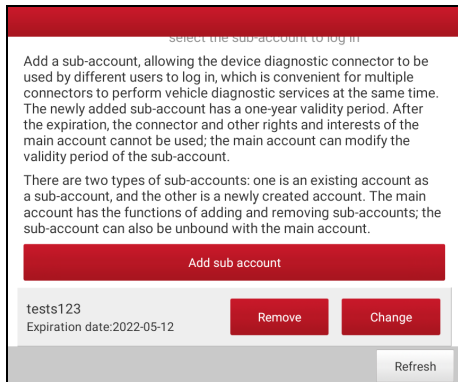 select the sub-account to log in
Add a sub-account, allowing the device diagnostic connector to be
used by different users to log in, which is convenient for multiple
connectors to perform vehicle diagnostic services at the same time.
The newly added sub-account has a one-year validity period. After
the expiration, the connector and other rights and interests of the
main account cannot be used; the main account can modify the
validity period of the sub-account.
There are two types of sub-accounts: one is an existing account as
a sub-account, and the other is a newly created account. The main
account has the functions of adding and removing sub-accounts; the
sub-account can also be unbound with the main account.
Add sub account
tests123
Expiration date:2022-05-12
Remove
Change
Refresh